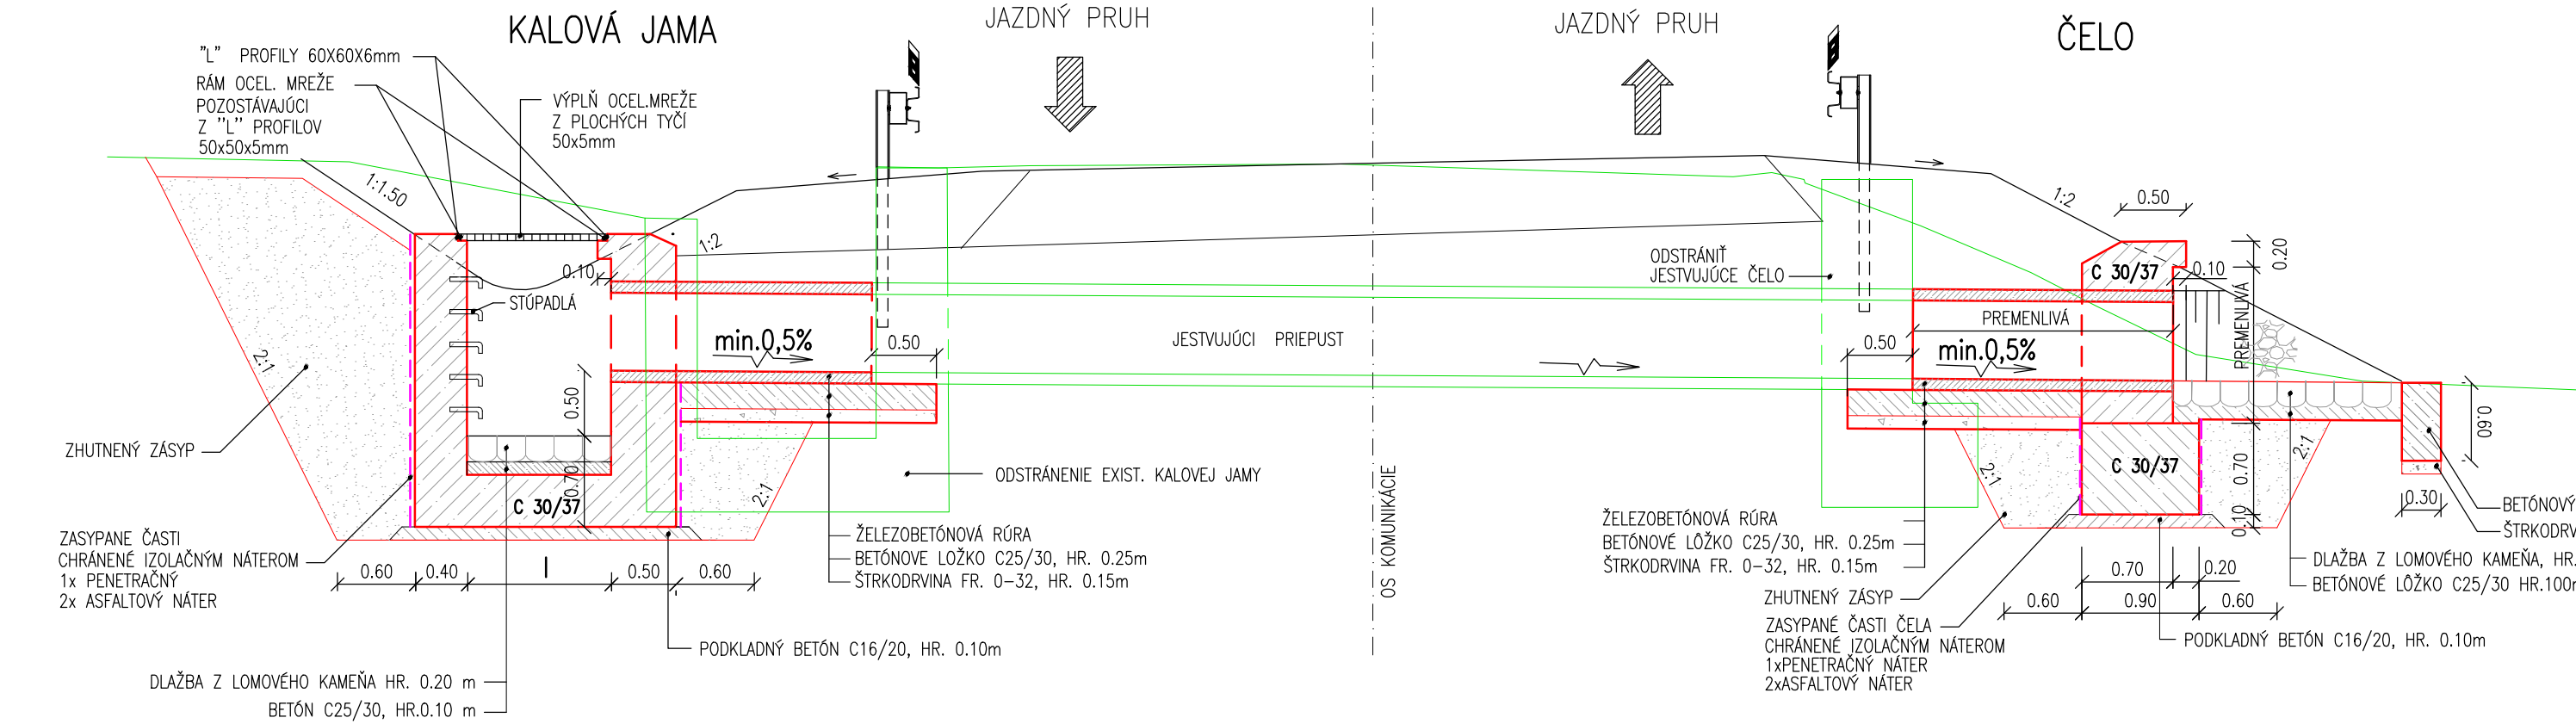 KALOVÁ JAMA
JAZDNÝ PRUH
JAZDNÝ PRUH
ČELO
"L" PROFILY 60X60X6mm
RÁM OCEL. MREŽE
POZOSTÁVAJÚCI
Z "L" PROFILOV
50x50x5mm
VÝPLŇ OCEL.MREŽE
Z PLOCHÝCH TYČÍ
50x5mm
1:1.50
1:2
0.10
STÚPADLÁ
min.0,5%
0.50
0.50
0.70
2:1
2:1
ZHUTNENÝ ZÁSYP
C 30/37
ZASYPANE ČASTI
CHRÁNENÉ IZOLAČNÝM NÁTEROM
1x PENETRAČNÝ
2x ASFALTOVÝ NÁTER
0.60
0.40
l
0.50
0.60
DLAŽBA Z LOMOVÉHO KAMEŇA HR. 0.20 m
BETÓN C25/30, HR.0.10 m
PODKLADNÝ BETÓN C16/20, HR. 0.10m
ŽELEZOBETÓNOVÁ RÚRA
BETÓNOVE LOŽKO C25/30, HR. 0.25m
ŠTRKODRVINA FR. 0-32, HR. 0.15m
ODSTRÁNENIE EXIST. KALOVEJ JAMY
JESTVUJÚCI PRIEPUST
OS KOMUNIKÁCIE
ODSTRÁNIŤ
JESTVUJÚCE ČELO
1:2
0.50
0.20
C 30/37
0.10
PREMENLIVÁ
PREMENLIVÁ
0.50
min.0,5%
0.60
C 30/37
0.70
0.10
2:1
2:1
0.30
BETÓNOVÝ
ŠTRKODRV
DLAŽBA Z LOMOVÉHO KAMEŇA, HR.
BETÓNOVÉ LÔŽKO C25/30 HR.100m
ŽELEZOBETÓNOVÁ RÚRA
BETÓNOVÉ LÔŽKO C25/30, HR. 0.25m
ŠTRKODRVINA FR. 0-32, HR. 0.15m
0.70
0.20
0.60
0.90
0.60
ZHUTNENÝ ZÁSYP
ZASYPANÉ ČASTI ČELA
CHRÁNENÉ IZOLAČNÝM NÁTEROM
1xPENETRAČNÝ NÁTER
2xASFALTOVÝ NÁTER
PODKLADNÝ BETÓN C16/20, HR. 0.10m